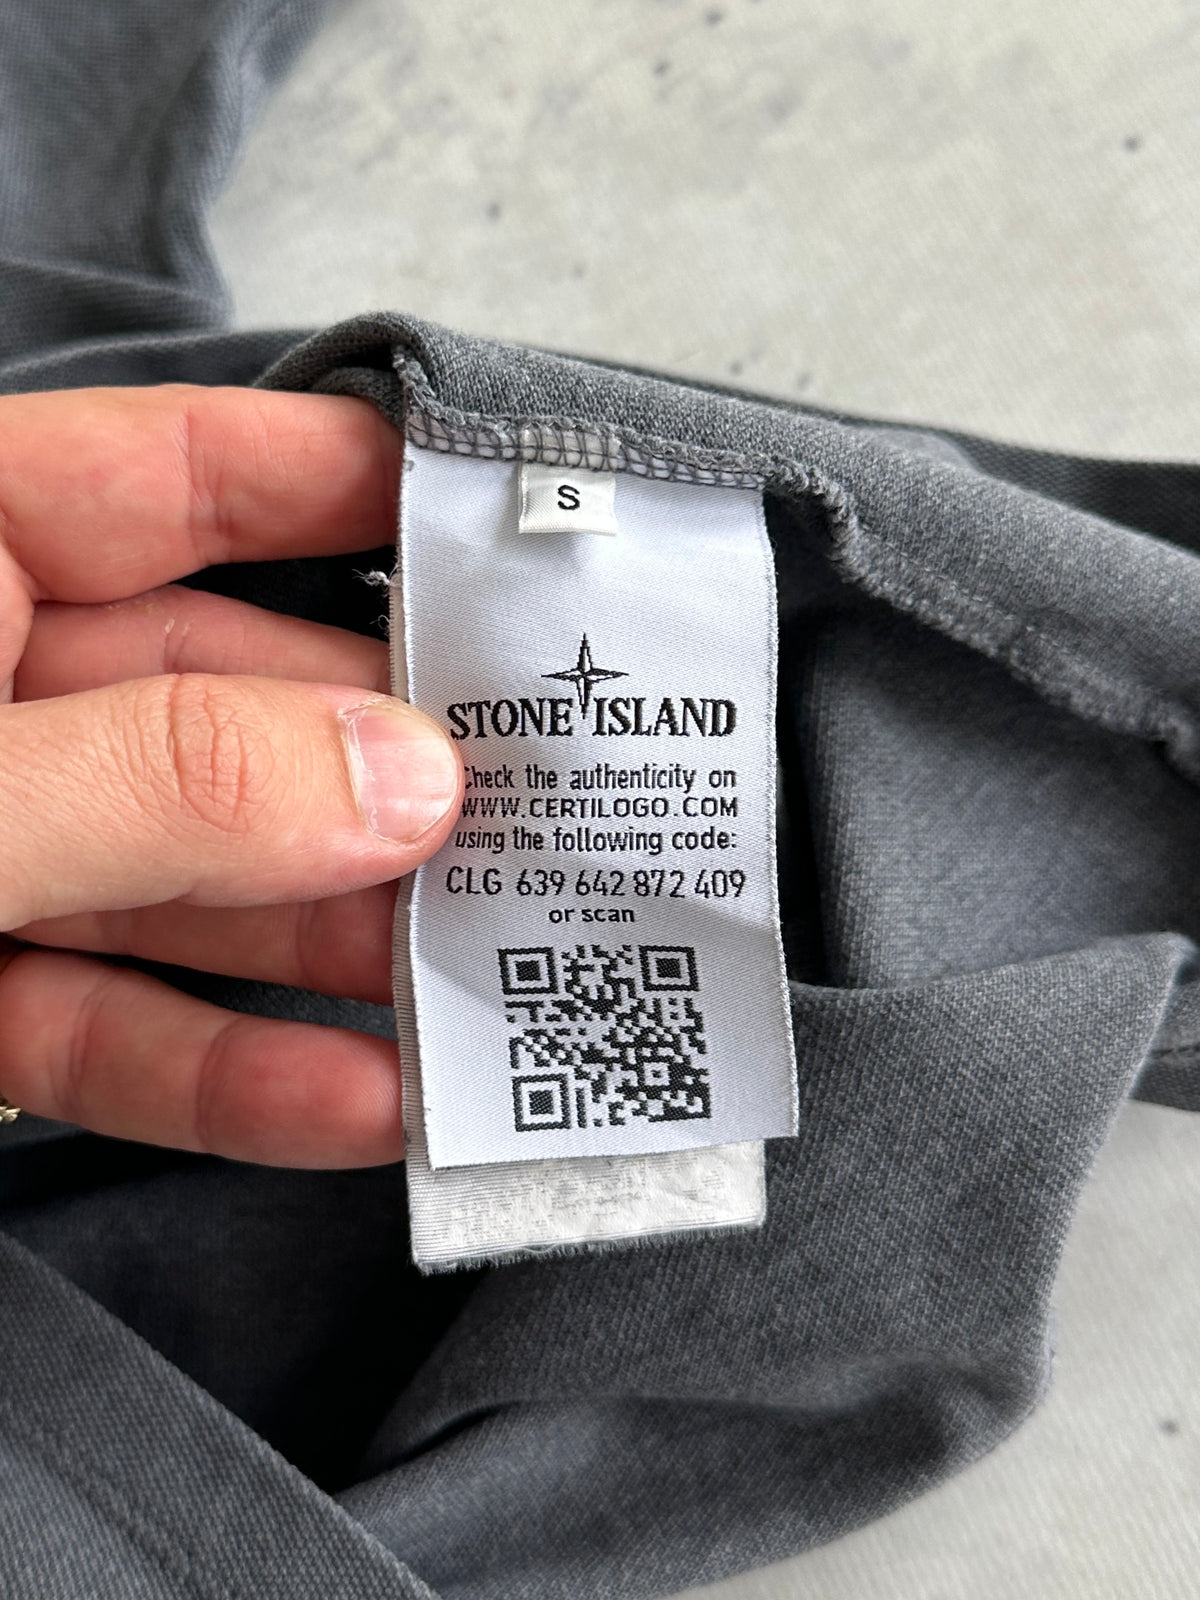 S
STONE ISLAND
Check the authenticity on
WWW.CERTILOGO.COM
using the following code:
CLG 639 642 872 409
or scan